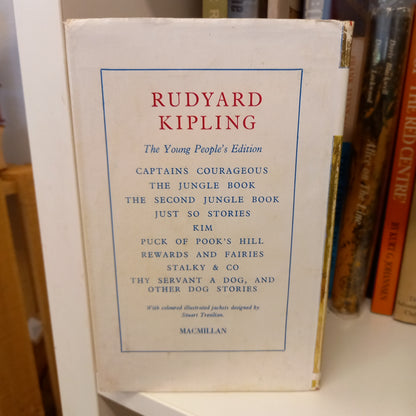 RUDYARD
KIPLING
The Young People's Edition
CAPTAINS COURAGEOUS
THE JUNGLE BOOK
THE SECOND JUNGLE BOOK
JUST SO STORIES
KIM
PUCK OF POOK'S HILL
REWARDS AND FAIRIES
STALKY & CO
THY SERVANT A DOG, AND
OTHER DOG STORIES
With coloured illustrated jackets designed by
Stuart Tresilian.
MACMILLAN
THE RED CENTRE